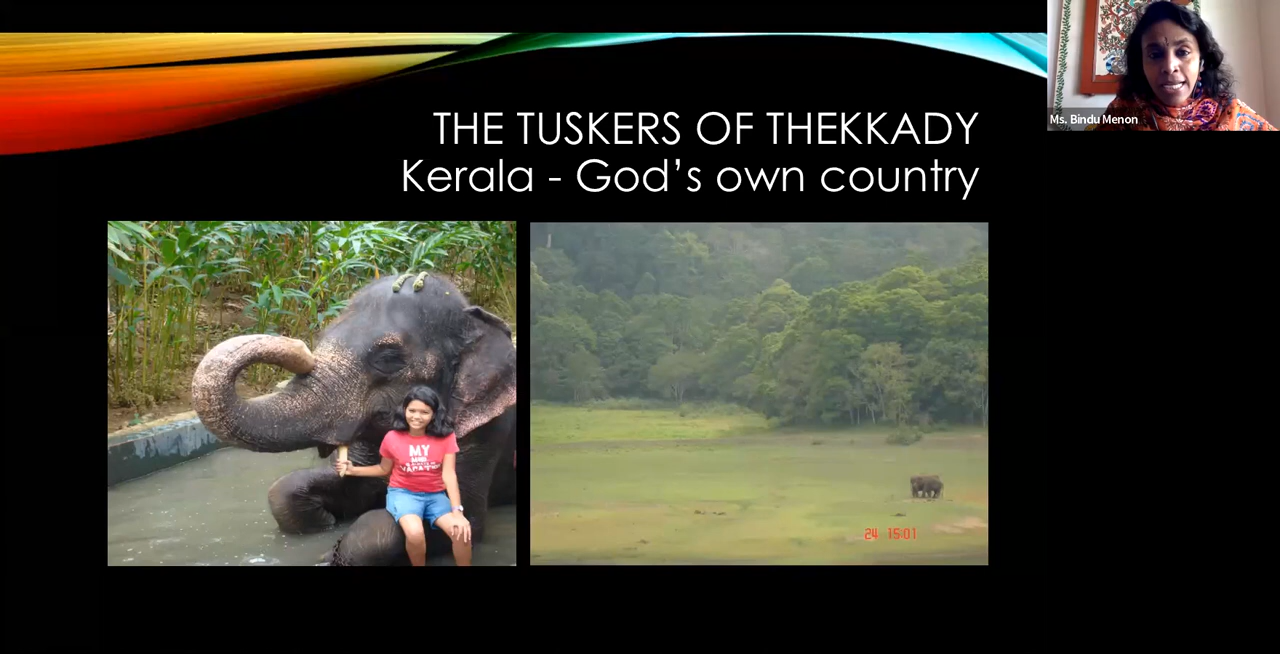 THE TUSKERS OF THEKKADY
Kerala - God's own country
Ms. Bindu Menon
MY
24 15:01